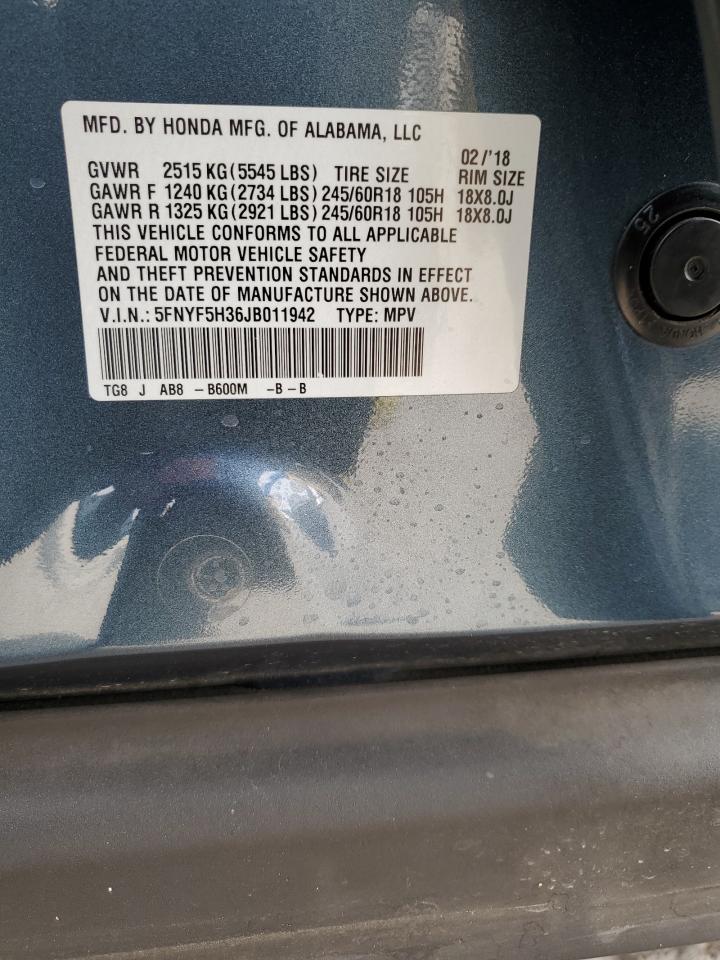 MFD. BY HONDA MFG. OF ALABAMA, LLC
02 /'18
GVWR 2515 KG (5545 LBS) TIRE SIZE RIM SIZE
GAWR F 1240 KG (2734 LBS) 245/60R18 105H 18X8.0J
GAWR R 1325 KG (2921 LBS) 245/60R18 105H 18X8.0J
THIS VEHICLE CONFORMS TO ALL APPLICABLE
FEDERAL MOTOR VEHICLE SAFETY
AND THEFT PREVENTION STANDARDS IN EFFECT
ON THE DATE OF MANUFACTURE SHOWN ABOVE.
V.I.N.: 5FNYF5H36JB011942 TYPE: MPV
TG8 J AB8 -B600M -B-B
25